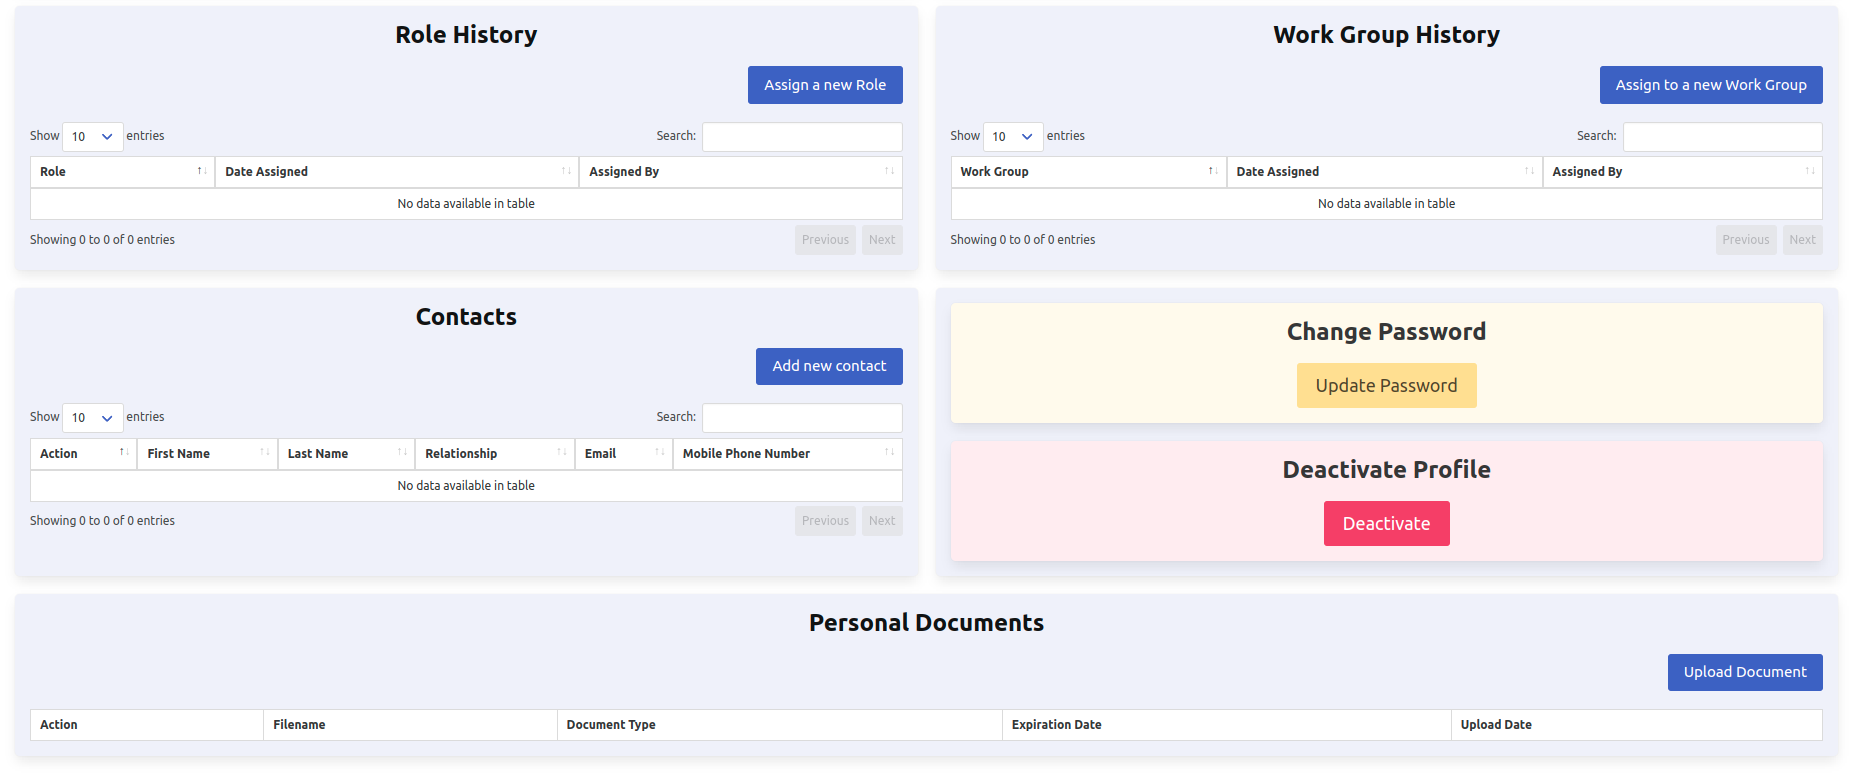 Role History
Assign a new Role
Show 10 entries Search:
Role Date Assigned Assigned By
No data available in table
Showing 0 to 0 of 0 entries Previous Next
Work Group History
Assign to a new Work Group
Show 10 entries Search:
Work Group Date Assigned Assigned By
No data available in table
Showing 0 to 0 of 0 entries Previous Next
Contacts
Add new contact
Show 10 entries Search:
Action First Name Last Name Relationship Email Mobile Phone Number
No data available in table
Showing 0 to 0 of 0 entries Previous Next
Change Password
Update Password
Deactivate Profile
Deactivate
Personal Documents
Upload Document
Action Filename Document Type Expiration Date Upload Date